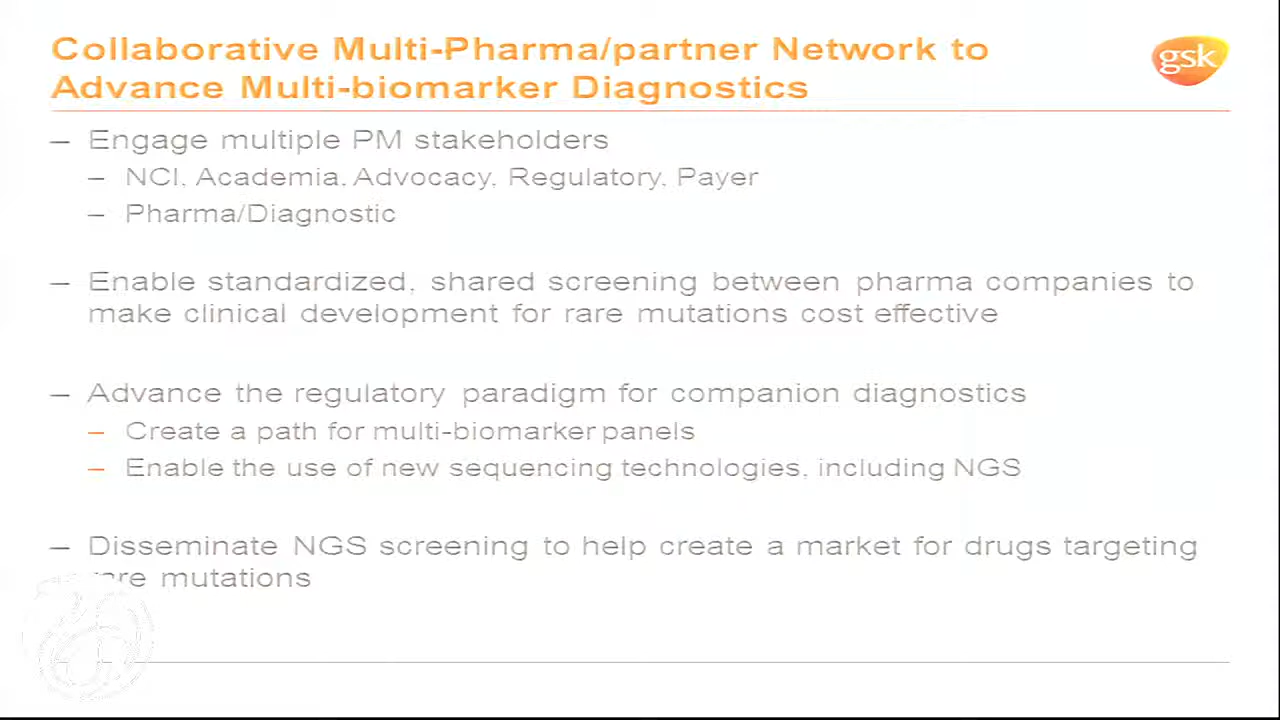 Collaborative Multi-Pharma/partner Network to
Advance Multi-biomarker Diagnostics
gsk
– Engage multiple PM stakeholders
– NCI, Academia, Advocacy, Regulatory, Payer
– Pharma/Diagnostic
– Enable standardized, shared screening between pharma companies to
make clinical development for rare mutations cost effective
– Advance the regulatory paradigm for companion diagnostics
– Create a path for multi-biomarker panels
– Enable the use of new sequencing technologies, including NGS
– Disseminate NGS screening to help create a market for drugs targeting
rare mutations